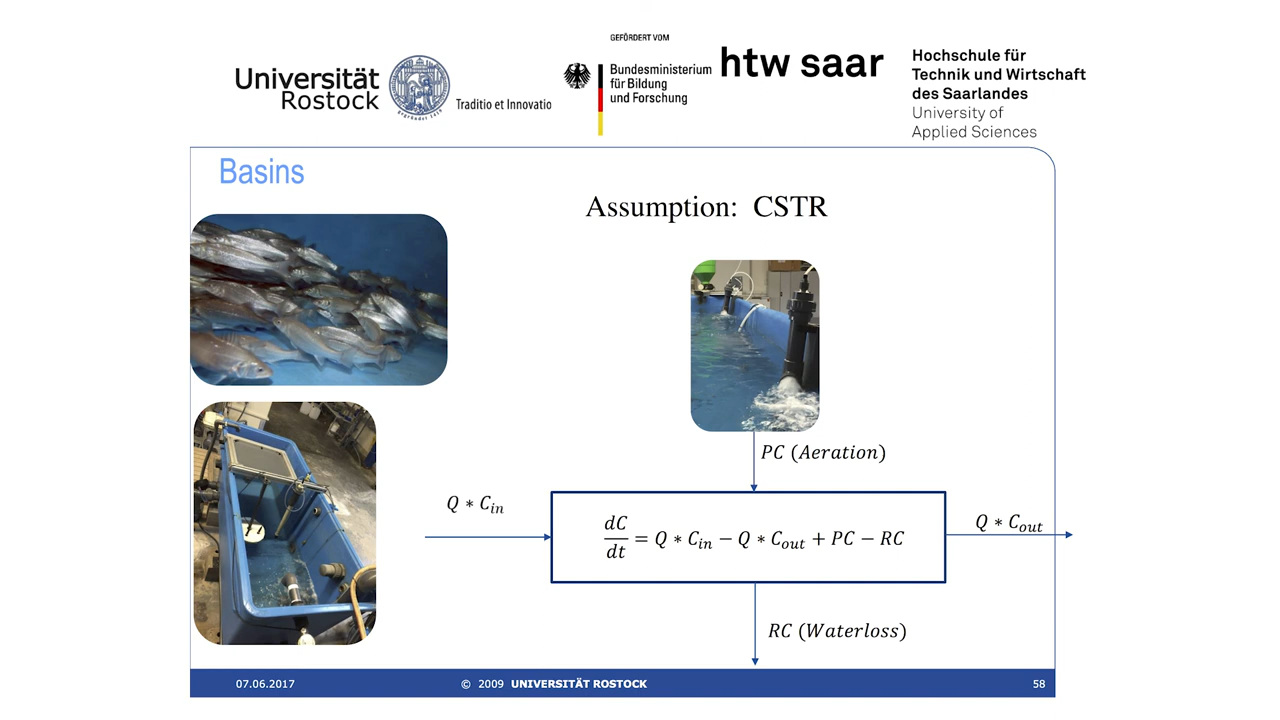 GEFÖRDERT VOM
Universität
Rostock
Traditio et Innovatio
Bundesministerium
für Bildung
und Forschung
htw saar
Hochschule für
Technik und Wirtschaft
des Saarlandes
University of
Applied Sciences
Basins
Assumption: CSTR
PC (Aeration)
Q ∗ C_in
dC/dt = Q ∗ C_in − Q ∗ C_out + PC − RC
Q ∗ C_out
RC (Waterloss)
07.06.2017
© 2009 UNIVERSITÄT ROSTOCK
58